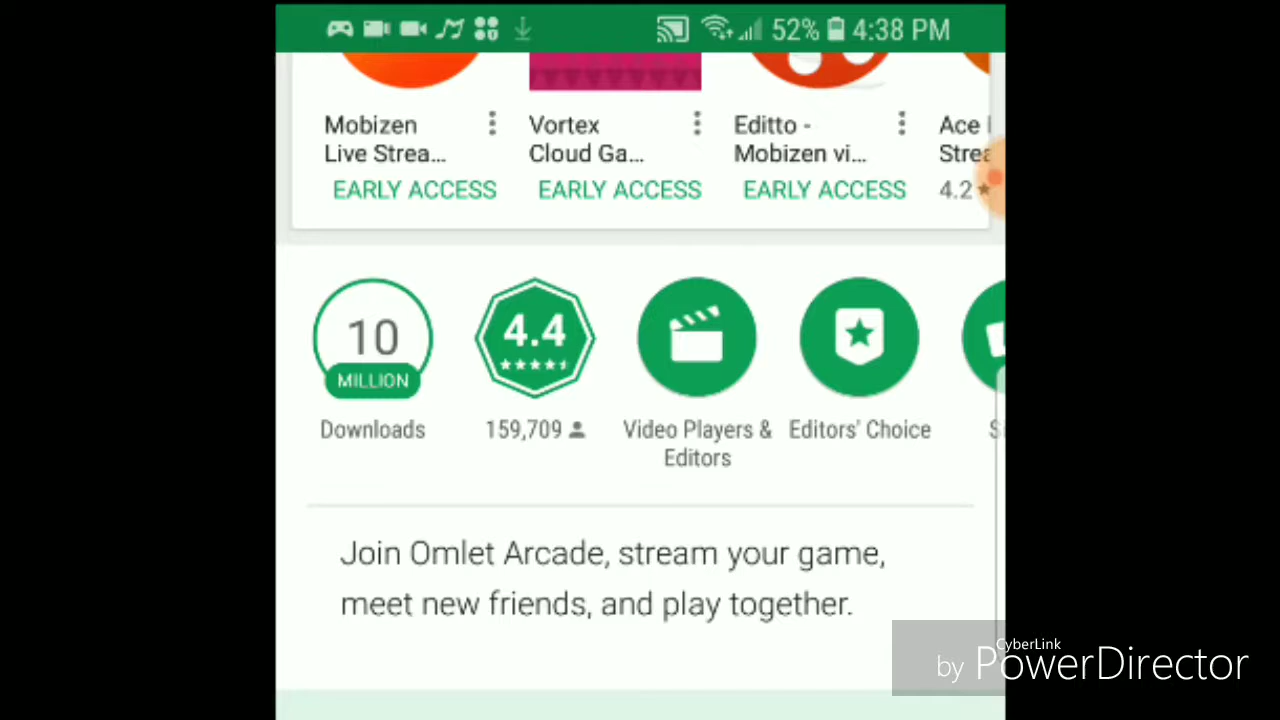 52% 4:38 PM
Mobizen Vortex Editto - Ace
Live Strea... Cloud Ga... Mobizen vi... Strea
EARLY ACCESS EARLY ACCESS EARLY ACCESS 4.2
10 4.4
MILLION
Downloads 159,709 Video Players & Editors' Choice
Editors
Join Omlet Arcade, stream your game,
meet new friends, and play together.
CyberLink
by PowerDirector